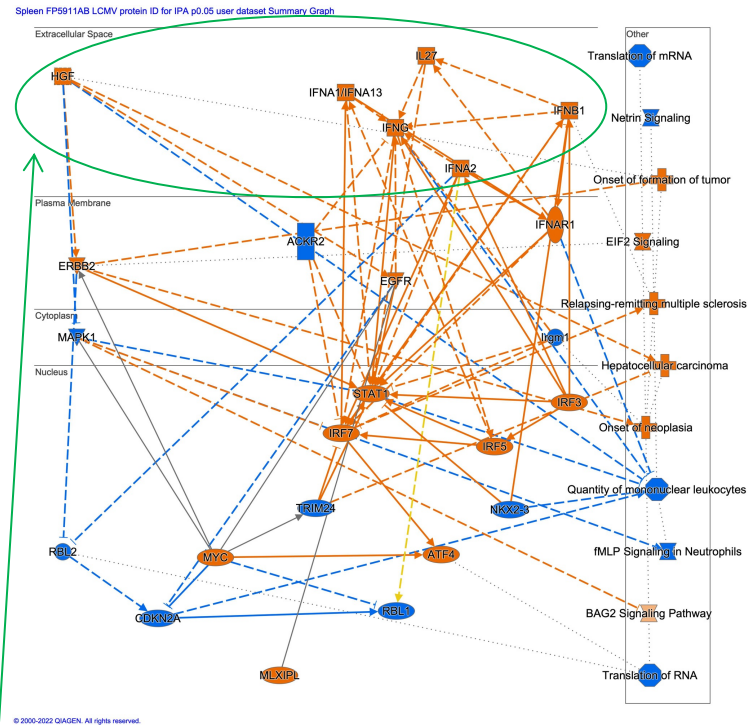 Spleen FP5911AB LCMV protein ID for IPA p0.05 user dataset Summary Graph
Extracellular Space
Other
IL27
Translation of mRNA
HGF
IFNA1/IFNA13
IFNB1
Netrin Signaling
IFNG
IFNA2
Onset of formation of tumor
Plasma Membrane
IFNAR1
ACKR2
EIF2 Signaling
ERBB2
EGFR
Relapsing-remitting multiple sclerosis
Cytoplasm
MAPK1
Irgm1
Nucleus
Hepatocellular carcinoma
STAT1
IRF3
Onset of neoplasia
IRF7
IRF5
Quantity of mononuclear leukocytes
TRIM24
NKX2-3
RBL2
MYC
ATF4
fMLP Signaling in Neutrophils
CDKN2A
RBL1
BAG2 Signaling Pathway
MLXIPL
Translation of RNA
© 2000-2022 QIAGEN. All rights reserved.